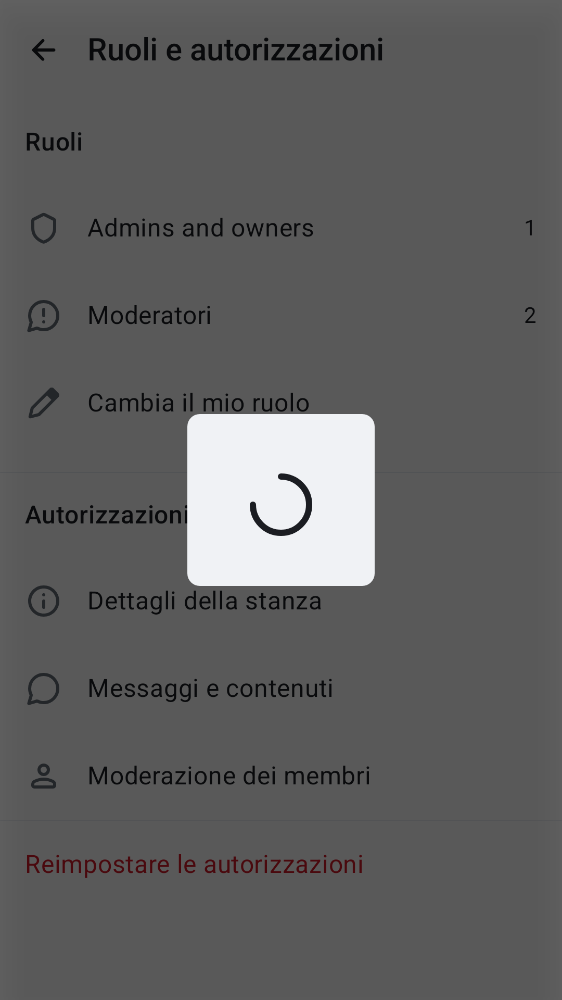 Ruoli e autorizzazioni
Ruoli
Admins and owners 1
Moderatori 2
Cambia il mio ruolo
Autorizzazioni
Dettagli della stanza
Messaggi e contenuti
Moderazione dei membri
Reimpostare le autorizzazioni